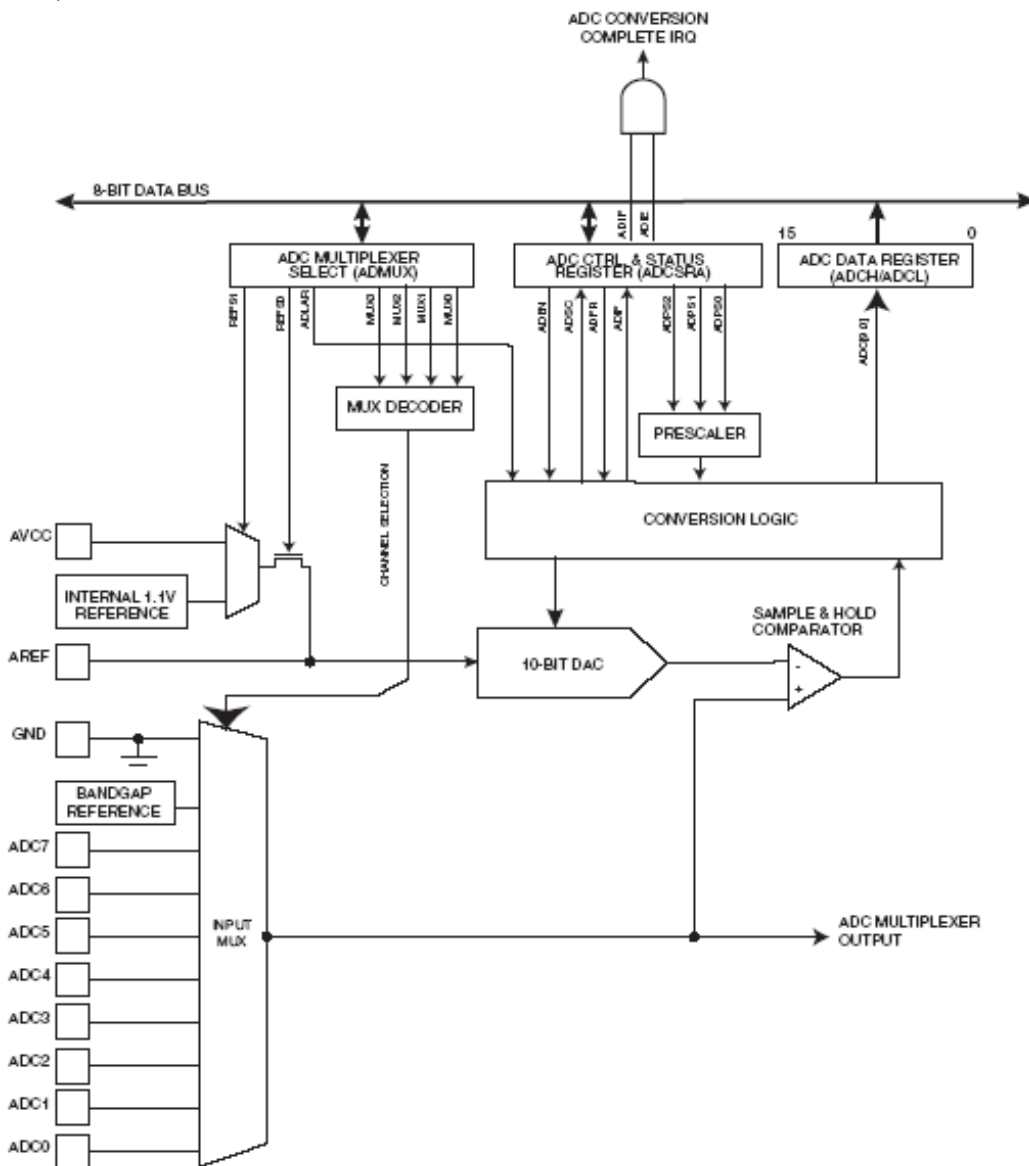 ADC CONVERSION
COMPLETE IRQ
8-BIT DATA BUS
ADIF
ADIE
15
0
ADC MULTIPLEXER
SELECT (ADMUX)
ADC CTRL. & STATUS
REGISTER (ADCSRA)
ADC DATA REGISTER
(ADCH/ADCL)
REFS1
REFS0
ADLAR
MUX3
MUX2
MUX1
MUX0
ADEN
ADSC
ADFR
ADIF
ADPS2
ADPS1
ADPS0
ADC[9:0]
MUX DECODER
PRESCALER
CHANNEL SELECTION
CONVERSION LOGIC
AVCC
INTERNAL 1.1V
REFERENCE
SAMPLE & HOLD
COMPARATOR
AREF
10-BIT DAC
-
+
GND
BANDGAP
REFERENCE
ADC7
ADC6
ADC5
INPUT
MUX
ADC MULTIPLEXER
OUTPUT
ADC4
ADC3
ADC2
ADC1
ADC0